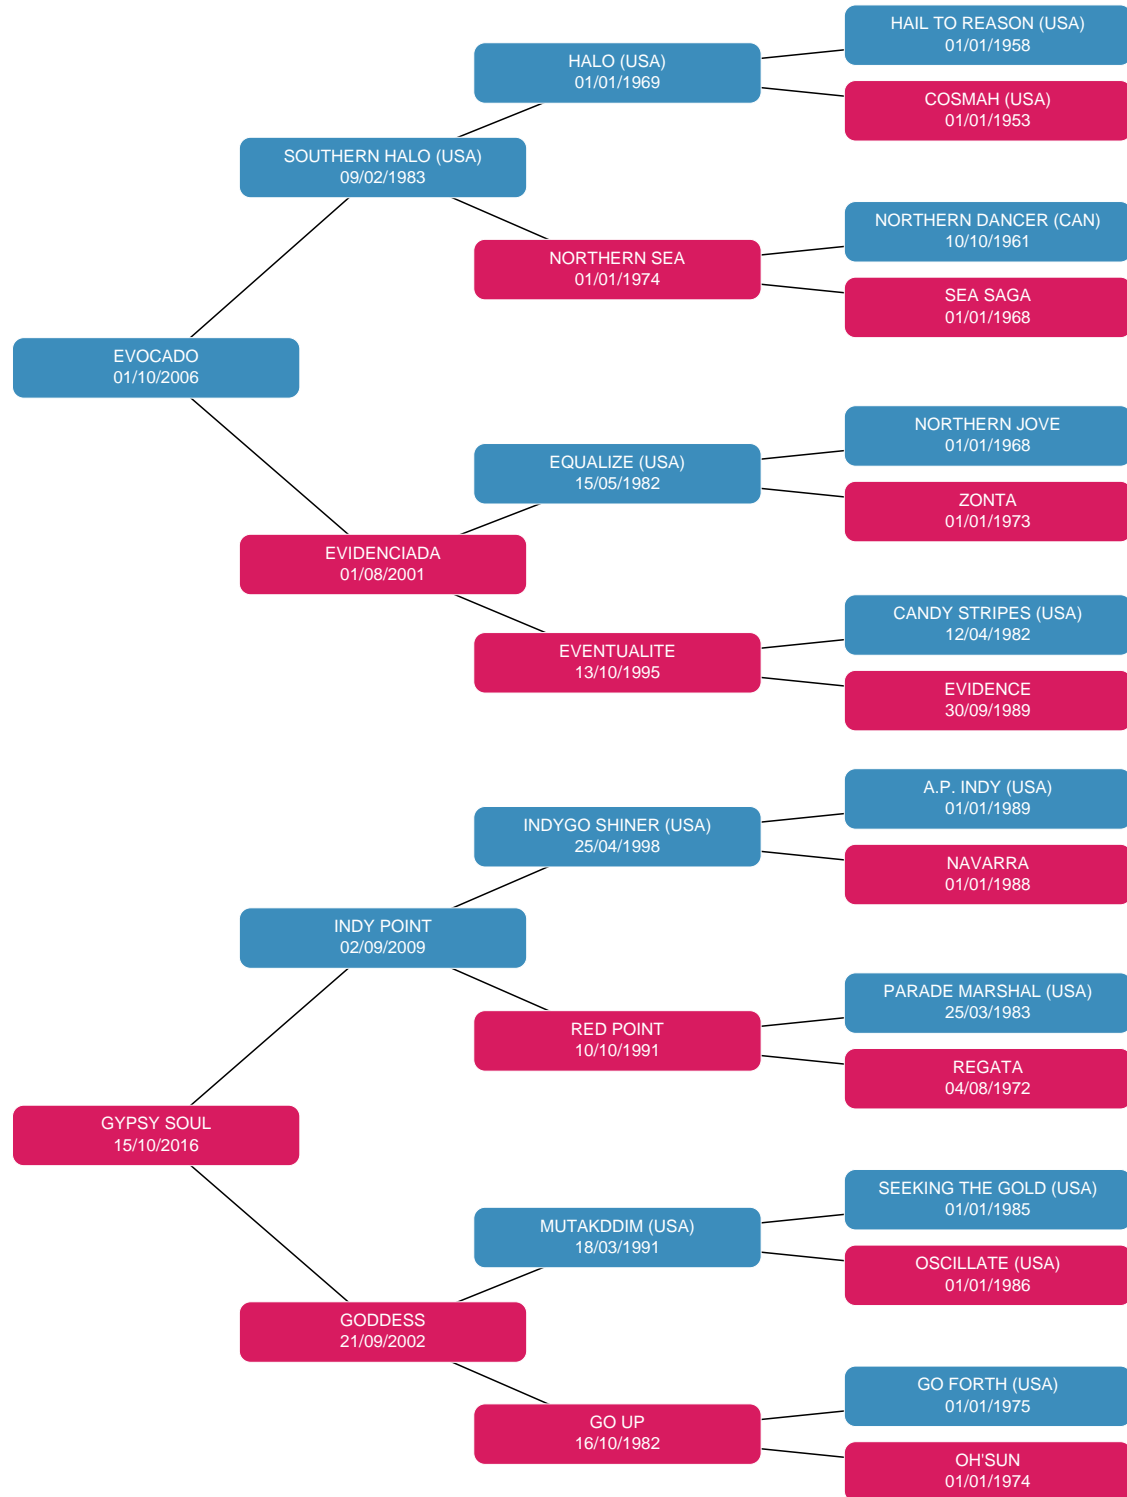 HAIL TO REASON (USA)
01/01/1958
HALO (USA)
01/01/1969
COSMAH (USA)
01/01/1953
SOUTHERN HALO (USA)
09/02/1983
NORTHERN DANCER (CAN)
10/10/1961
NORTHERN SEA
01/01/1974
SEA SAGA
01/01/1968
EVOCADO
01/10/2006
NORTHERN JOVE
01/01/1968
EQUALIZE (USA)
15/05/1982
ZONTA
01/01/1973
EVIDENCIADA
01/08/2001
CANDY STRIPES (USA)
12/04/1982
EVENTUALITE
13/10/1995
EVIDENCE
30/09/1989
A.P. INDY (USA)
01/01/1989
INDYGO SHINER (USA)
25/04/1998
NAVARRA
01/01/1988
INDY POINT
02/09/2009
PARADE MARSHAL (USA)
25/03/1983
RED POINT
10/10/1991
REGATA
04/08/1972
GYPSY SOUL
15/10/2016
SEEKING THE GOLD (USA)
01/01/1985
MUTAKDDIM (USA)
18/03/1991
OSCILLATE (USA)
01/01/1986
GODDESS
21/09/2002
GO FORTH (USA)
01/01/1975
GO UP
16/10/1982
OH'SUN
01/01/1974